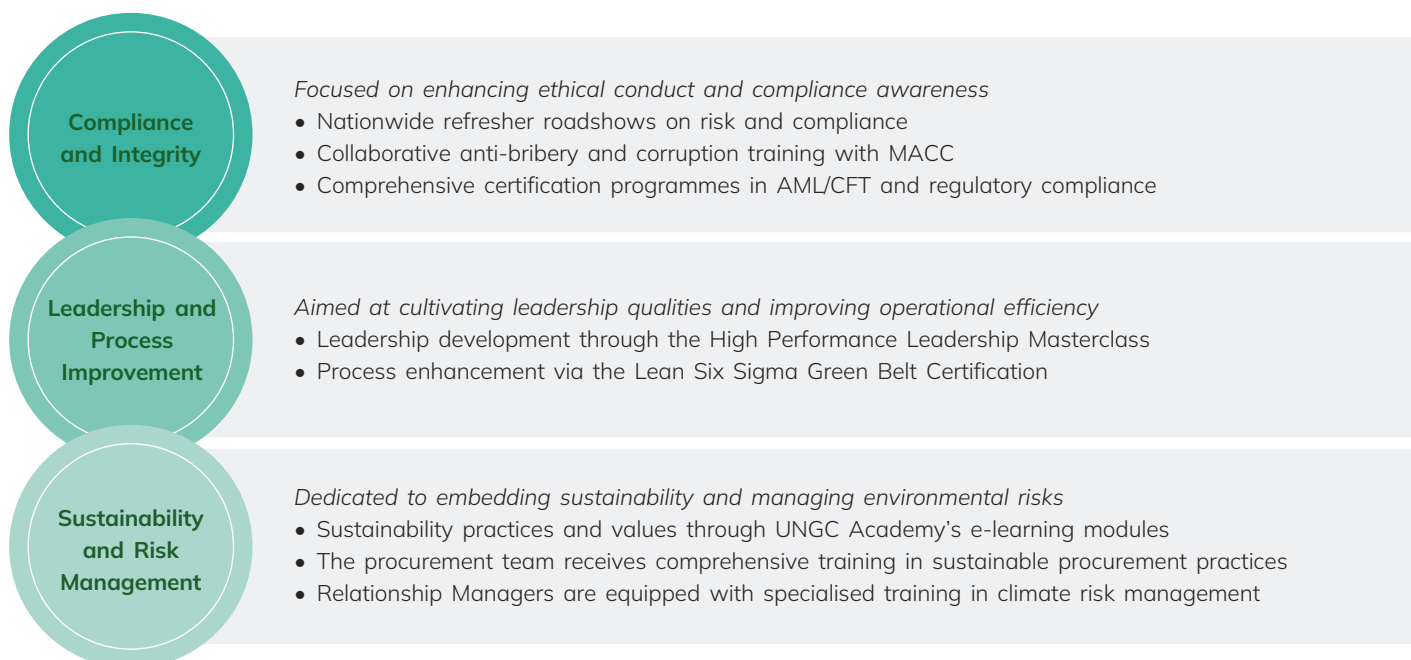 Compliance
and Integrity
Focused on enhancing ethical conduct and compliance awareness
• Nationwide refresher roadshows on risk and compliance
• Collaborative anti-bribery and corruption training with MACC
• Comprehensive certification programmes in AML/CFT and regulatory compliance
Leadership and
Process
Improvement
Aimed at cultivating leadership qualities and improving operational efficiency
• Leadership development through the High Performance Leadership Masterclass
• Process enhancement via the Lean Six Sigma Green Belt Certification
Sustainability
and Risk
Management
Dedicated to embedding sustainability and managing environmental risks
• Sustainability practices and values through UNGC Academy’s e-learning modules
• The procurement team receives comprehensive training in sustainable procurement practices
• Relationship Managers are equipped with specialised training in climate risk management